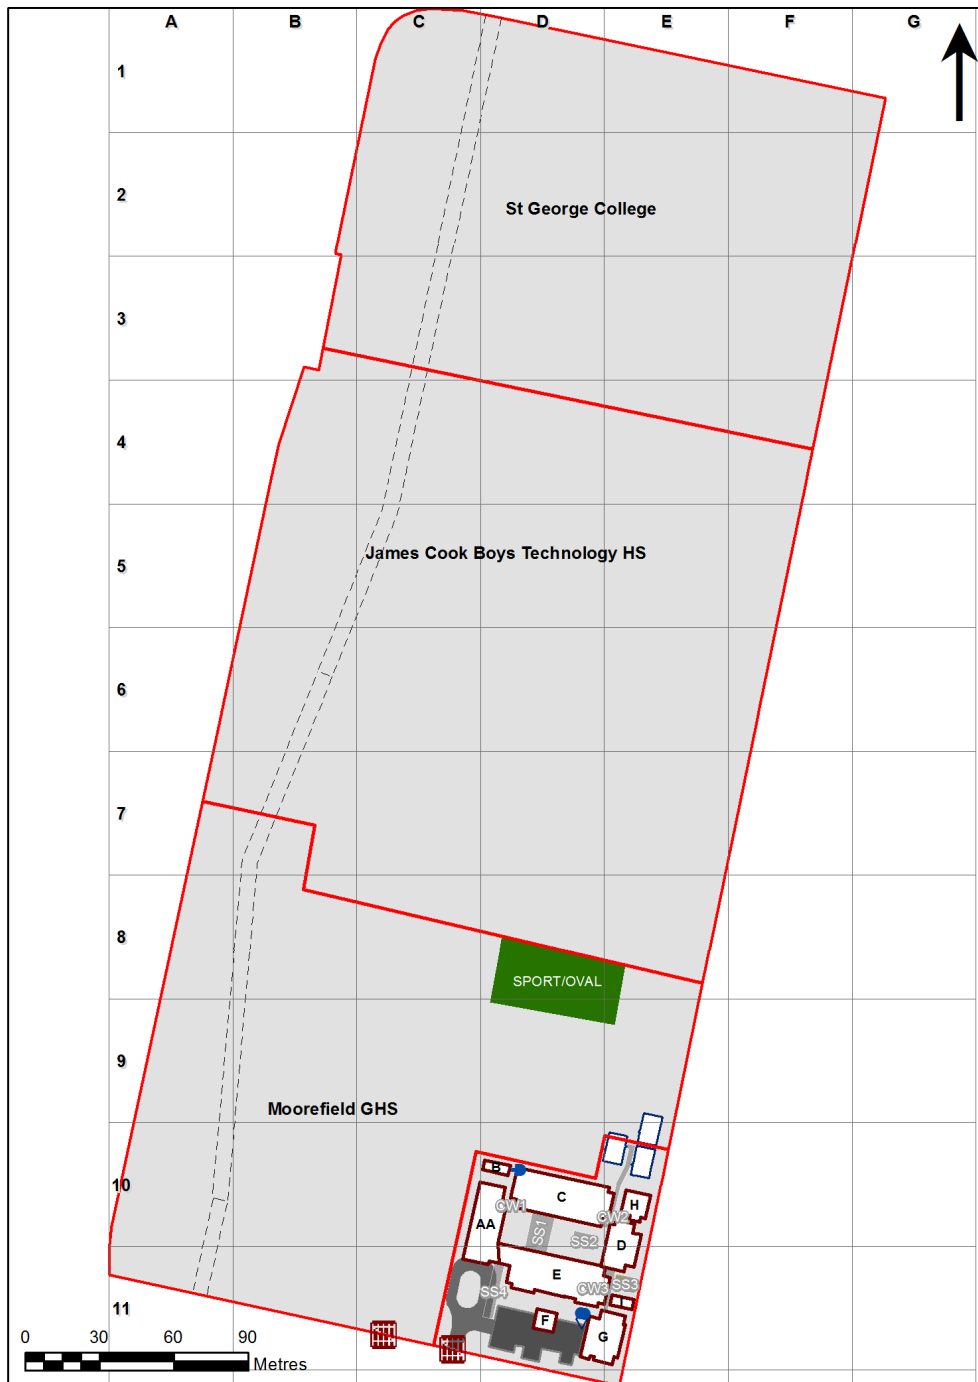 A B C D E F G
1
2
St George College
3
4
5
James Cook Boys Technology HS
6
7
8
SPORT/OVAL
9
Moorefield GHS
10
B
C
H
CW1
CW2
AA
SS1
SS2
D
E
SS3
CW3
SS4
I
11
F
G
0 30 60 90
Metres